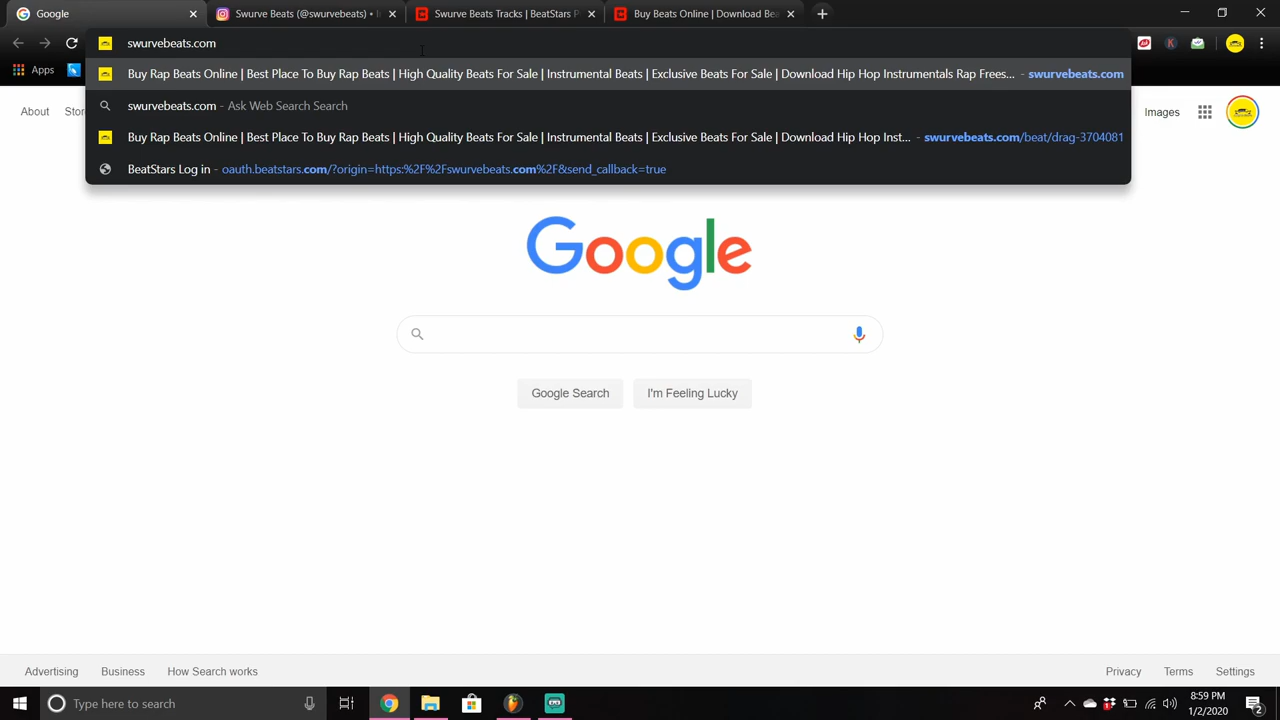 Google
Swurve Beats (@swurvebeats) • I
Swurve Beats Tracks | BeatStars P
Buy Beats Online | Download Bea
swurvebeats.com
Apps
Buy Rap Beats Online | Best Place To Buy Rap Beats | High Quality Beats For Sale | Instrumental Beats | Exclusive Beats For Sale | Download Hip Hop Instrumentals Rap Frees... - swurvebeats.com
swurvebeats.com - Ask Web Search Search
Buy Rap Beats Online | Best Place To Buy Rap Beats | High Quality Beats For Sale | Instrumental Beats | Exclusive Beats For Sale | Download Hip Hop Inst... - swurvebeats.com/beat/drag-3704081
BeatStars Log in - oauth.beatstars.com/?origin=https:%2F%2Fswurvebeats.com%2F&send_callback=true
About Stor
Images
Google
Google Search I'm Feeling Lucky
Advertising Business How Search works Privacy Terms Settings
Type here to search
8:59 PM
1/2/2020
2